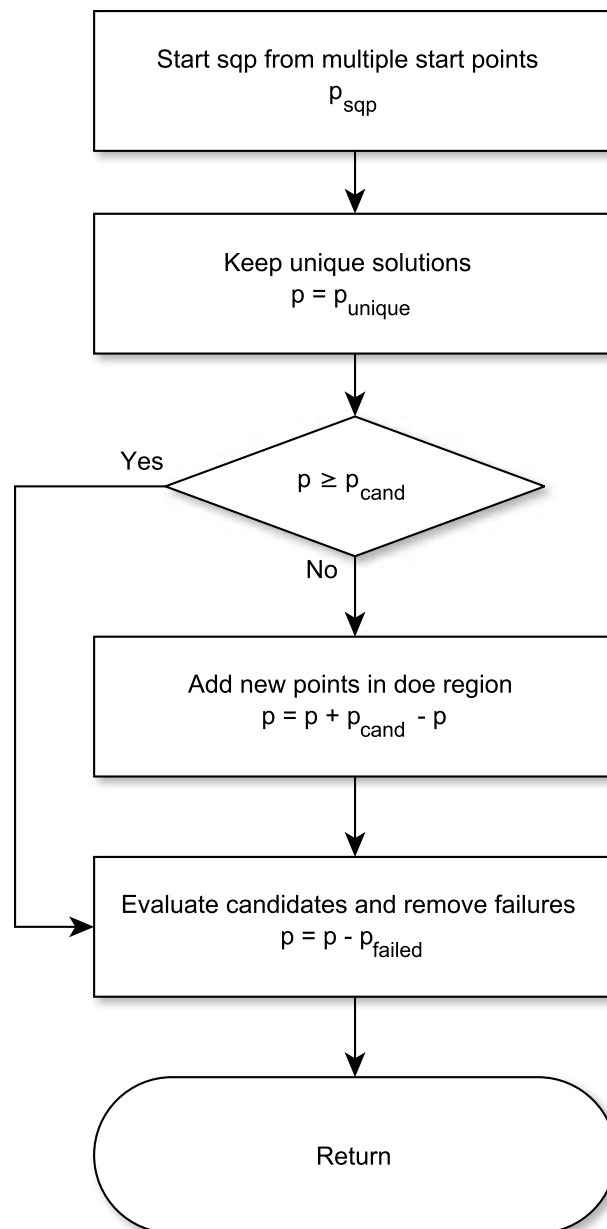 Start sqp from multiple start points
p_sqp
Keep unique solutions
p = p_unique
Yes
p ≥ p_cand
No
Add new points in doe region
p = p + p_cand - p
Evaluate candidates and remove failures
p = p - p_failed
Return